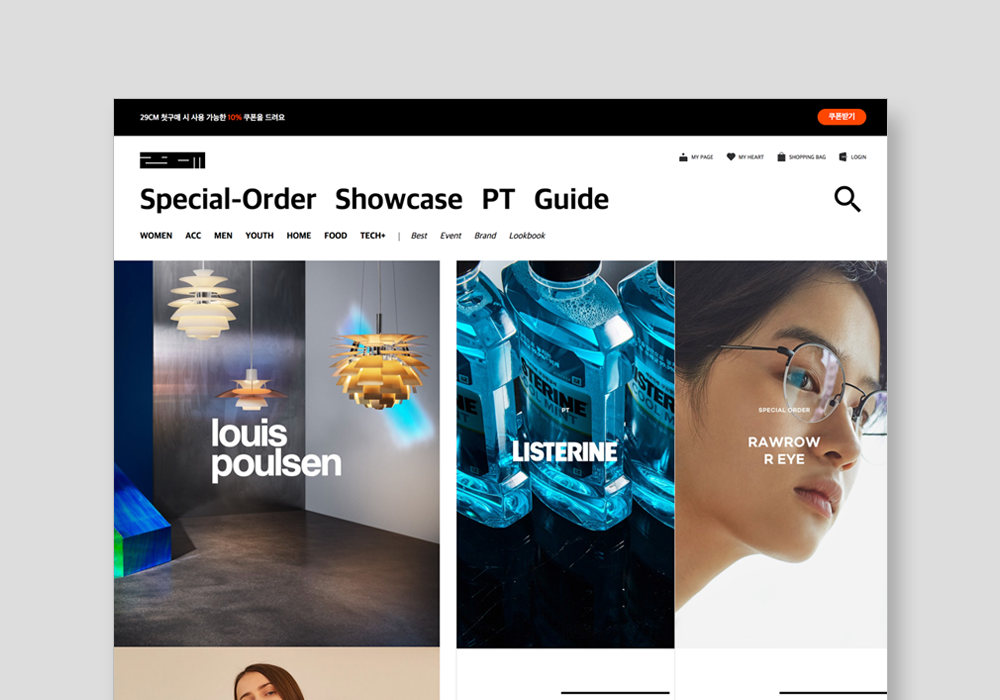 29CM 첫구매 시 사용 가능한 10% 쿠폰을 드려요
쿠폰받기
29CM
MY PAGE
MY HEART
SHOPPING BAG
LOGIN
Special-Order Showcase PT Guide
WOMEN ACC MEN YOUTH HOME FOOD TECH+ | Best Event Brand Lookbook
louis
poulsen
STERINE
PT
LISTERINE
SPECIAL ORDER
RAWROW
R EYE